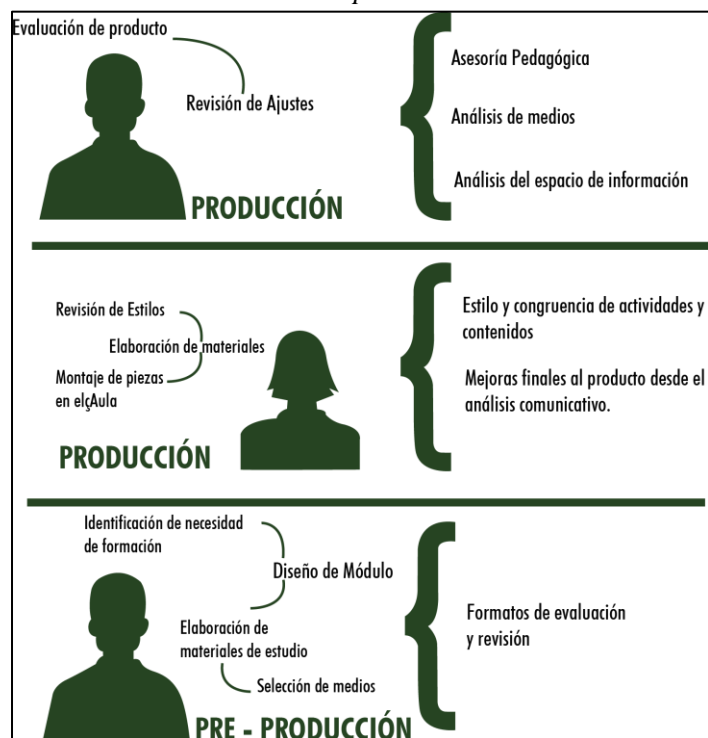 Evaluación de producto
Revisión de Ajustes
PRODUCCIÓN
Asesoría Pedagógica
Análisis de medios
Análisis del espacio de información
Revisión de Estilos
Elaboración de materiales
Montaje de piezas
en elçAula
PRODUCCIÓN
Estilo y congruencia de actividades y
contenidos
Mejoras finales al producto desde el
análisis comunicativo.
Identificación de necesidad
de formación
Diseño de Módulo
Elaboración de
materiales de estudio
Selección de medios
PRE - PRODUCCIÓN
Formatos de evaluación
y revisión